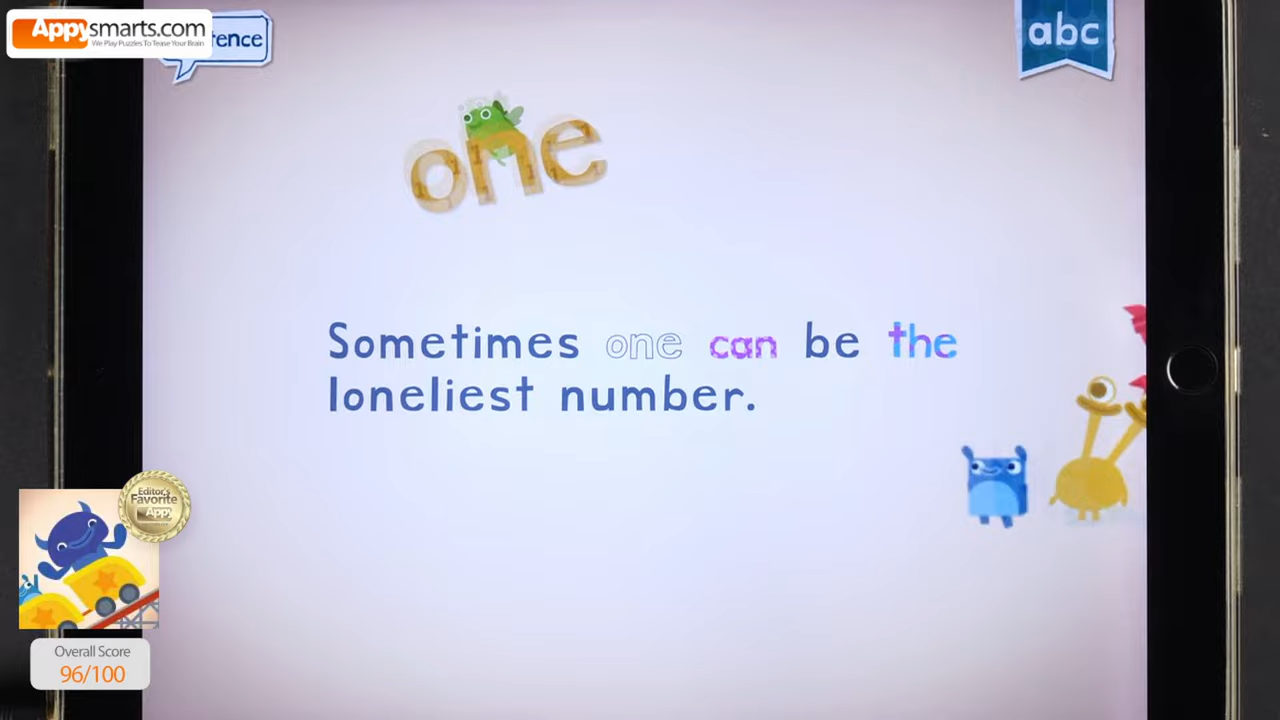 Appysmarts.com
We Play Puzzles To Tease Your Brain
tence
abc
one
Sometimes one can be the
loneliest number.
Editor's
Favorite
Appy
Overall Score
96/100